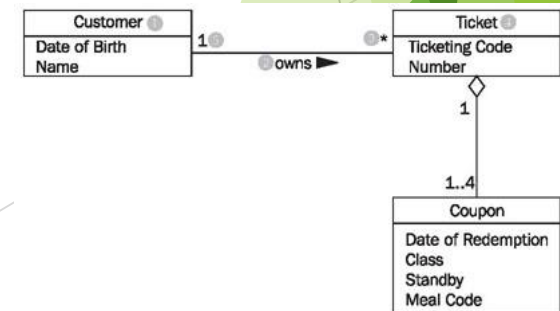 Customer 1
Date of Birth
Name
1
*
owns
Ticket
Ticketing Code
Number
1
1..4
Coupon
Date of Redemption
Class
Standby
Meal Code